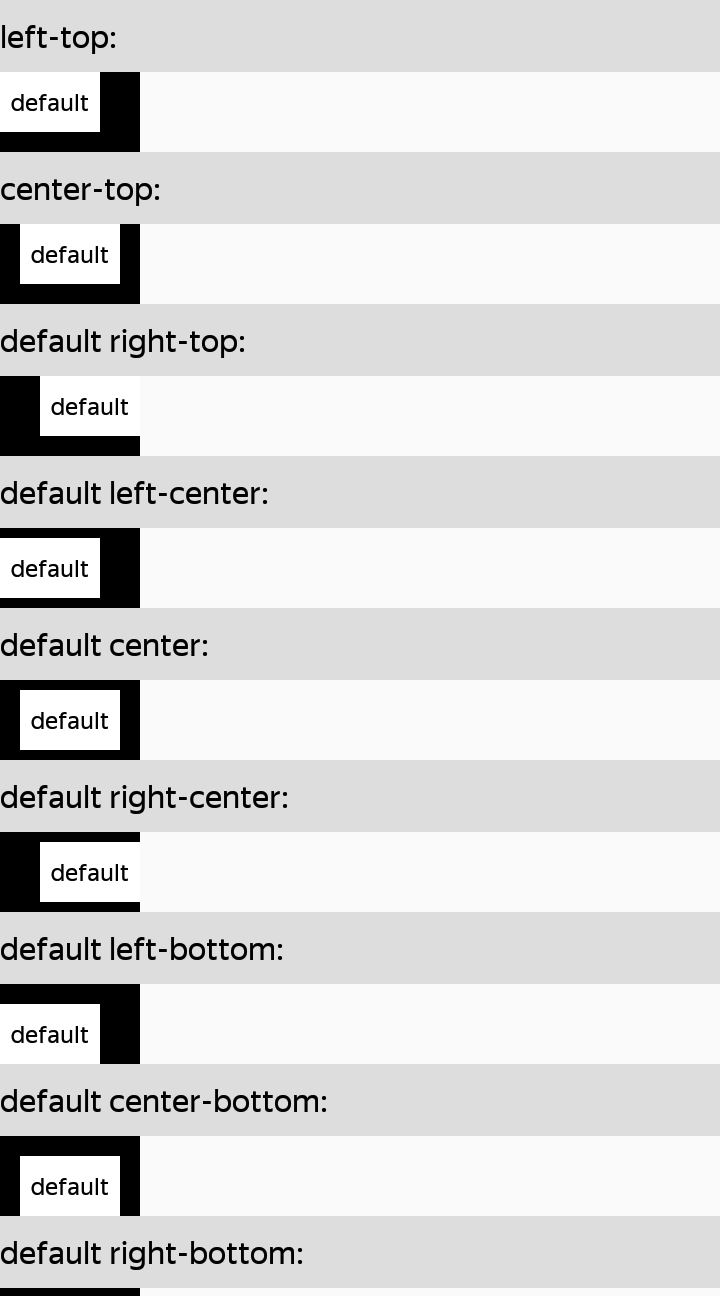 left-top:
default
center-top:
default
default right-top:
default
default left-center:
default
default center:
default
default right-center:
default
default left-bottom:
default
default center-bottom:
default
default right-bottom: